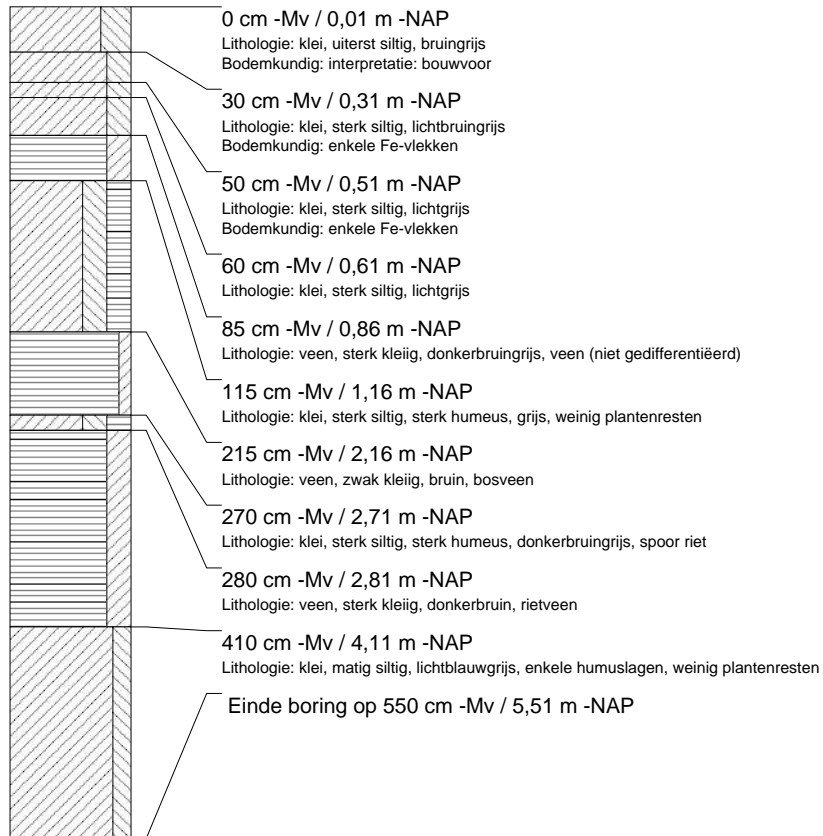 0 cm -Mv / 0,01 m -NAP
Lithologie: klei, uiterst siltig, bruingrijs
Bodemkundig: interpretatie: bouwvoor
30 cm -Mv / 0,31 m -NAP
Lithologie: klei, sterk siltig, lichtbruingrijs
Bodemkundig: enkele Fe-vlekken
50 cm -Mv / 0,51 m -NAP
Lithologie: klei, sterk siltig, lichtgrijs
Bodemkundig: enkele Fe-vlekken
60 cm -Mv / 0,61 m -NAP
Lithologie: klei, sterk siltig, lichtgrijs
85 cm -Mv / 0,86 m -NAP
Lithologie: veen, sterk kleiig, donkerbruingrijs, veen (niet gedifferentiëerd)
115 cm -Mv / 1,16 m -NAP
Lithologie: klei, sterk siltig, sterk humeus, grijs, weinig plantenresten
215 cm -Mv / 2,16 m -NAP
Lithologie: veen, zwak kleiig, bruin, bosveen
270 cm -Mv / 2,71 m -NAP
Lithologie: klei, sterk siltig, sterk humeus, donkerbruingrijs, spoor riet
280 cm -Mv / 2,81 m -NAP
Lithologie: veen, sterk kleiig, donkerbruin, rietveen
410 cm -Mv / 4,11 m -NAP
Lithologie: klei, matig siltig, lichtblauwgrijs, enkele humuslagen, weinig plantenresten
Einde boring op 550 cm -Mv / 5,51 m -NAP